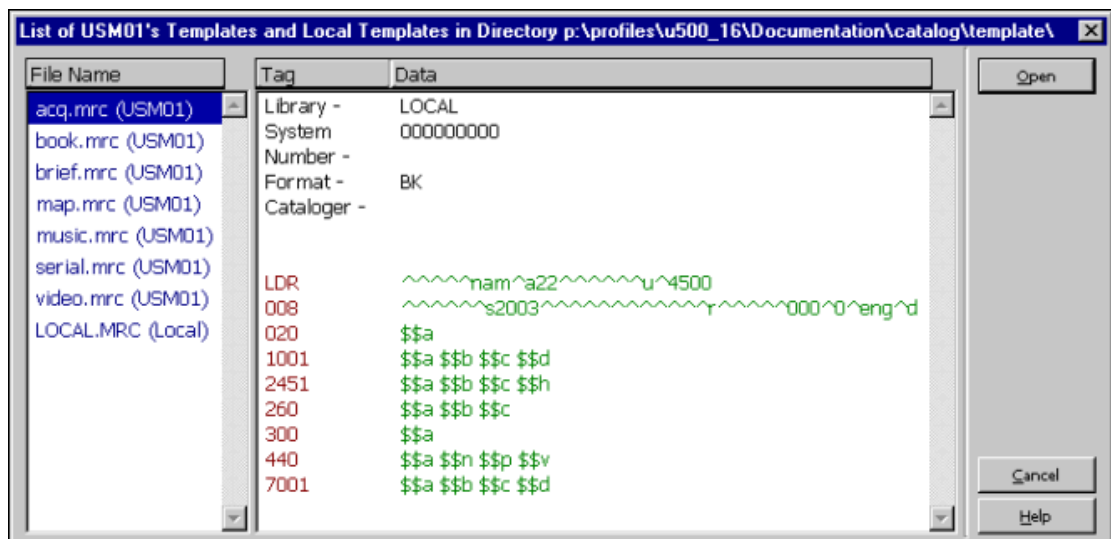 List of USM01's Templates and Local Templates in Directory p:\profiles\u500_16\Documentation\catalog\template\
File Name
acq.mrc (USM01)
book.mrc (USM01)
brief.mrc (USM01)
map.mrc (USM01)
music.mrc (USM01)
serial.mrc (USM01)
video.mrc (USM01)
LOCAL.MRC (Local)
Tag Data
Library - LOCAL
System 000000000
Number -
Format - BK
Cataloger -
LDR ^^^^^nam^a22^^^^^^u^4500
008 ^^^^^^s2003^^^^^^^^^^^^r^^^^^000^0^eng^d
020 $$a
1001 $$a $$b $$c $$d
2451 $$a $$b $$c $$h
260 $$a $$b $$c
300 $$a
440 $$a $$n $$p $$v
7001 $$a $$b $$c $$d
Open
Cancel
Help